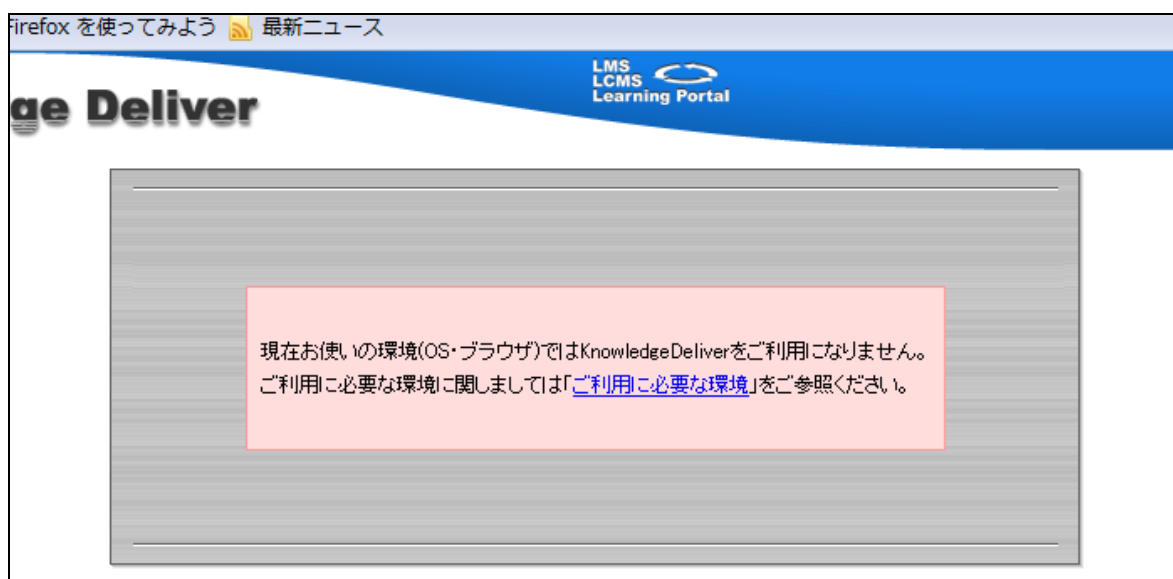 irefox を使ってみよう 最新ニュース
LMS
LCMS
Learning Portal
ge Deliver
現在お使いの環境(OS・ブラウザ)ではKnowledgeDeliverをご利用になりません。
ご利用に必要な環境に関しましては「ご利用に必要な環境」をご参照ください。